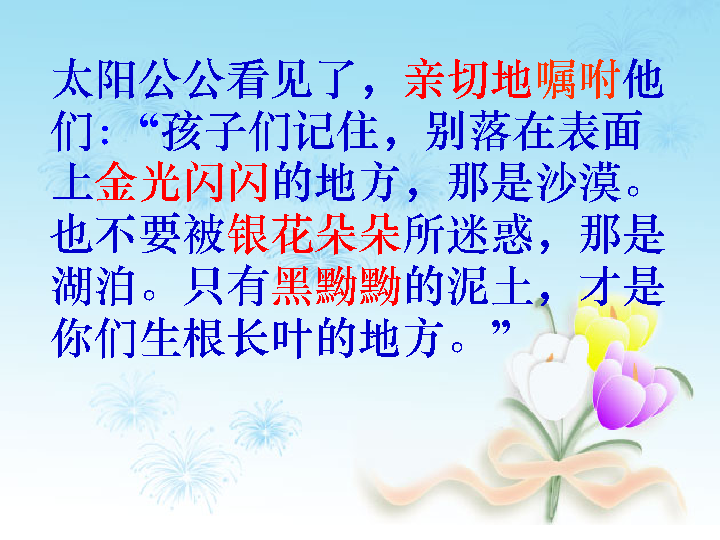 太阳公公看见了，亲切地嘱咐他
们：“孩子们记住，别落在表面
上金光闪闪的地方，那是沙漠。
也不要被银花朵朵所迷惑，那是
湖泊。只有黑黝黝的泥土，才是
你们生根长叶的地方。”